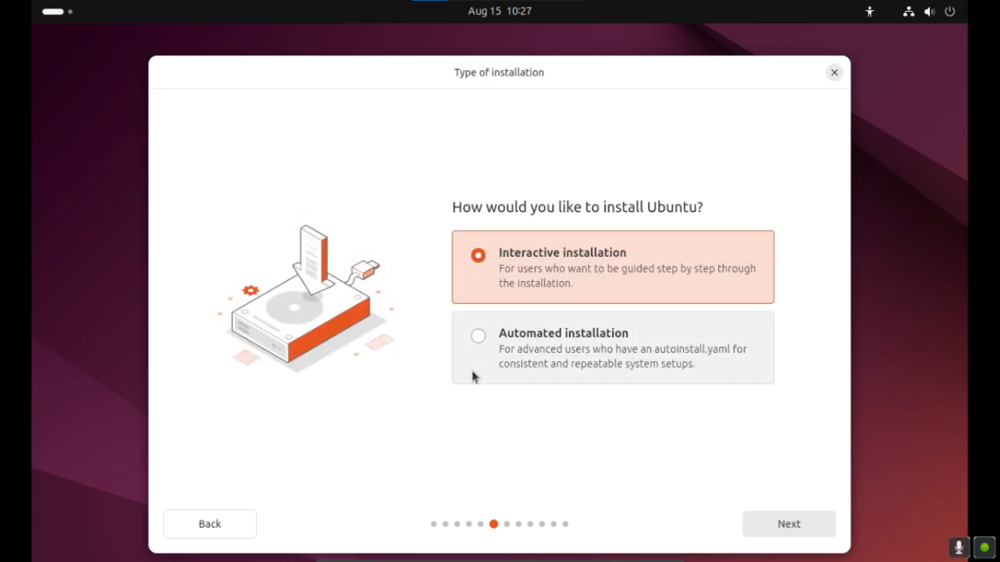 Aug 15 10:27
Type of installation
How would you like to install Ubuntu?
Interactive installation
For users who want to be guided step by step through
the installation.
Automated installation
For advanced users who have an autoinstall.yaml for
consistent and repeatable system setups.
Back
Next